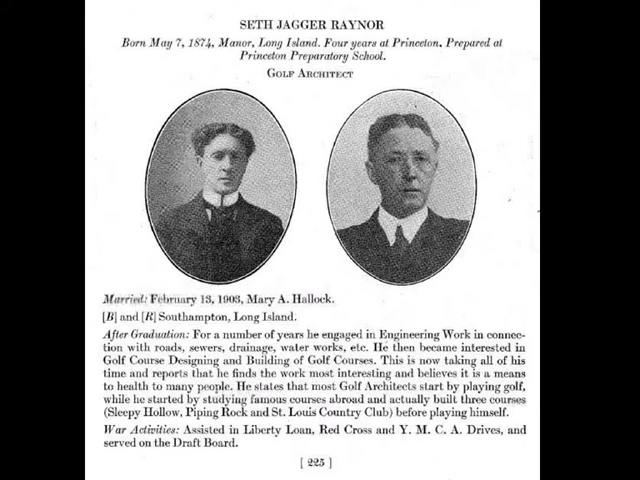 SETH JAGGER RAYNOR
Born May 7, 1874, Manor, Long Island. Four years at Princeton. Prepared at
Princeton Preparatory School.
GOLF ARCHITECT
Married: February 13, 1903, Mary A. Hallock.
[B] and [R] Southampton, Long Island.
After Graduation: For a number of years he engaged in Engineering Work in connec-
tion with roads, sewers, drainage, water works, etc. He then became interested in
Golf Course Designing and Building of Golf Courses. This is now taking all of his
time and reports that he finds the work most interesting and believes it is a means
to health to many people. He states that most Golf Architects start by playing golf,
while he started by studying famous courses abroad and actually built three courses
(Sleepy Hollow, Piping Rock and St. Louis Country Club) before playing himself.
War Activities: Assisted in Liberty Loan, Red Cross and Y. M. C. A. Drives, and
served on the Draft Board.
[ 225 ]